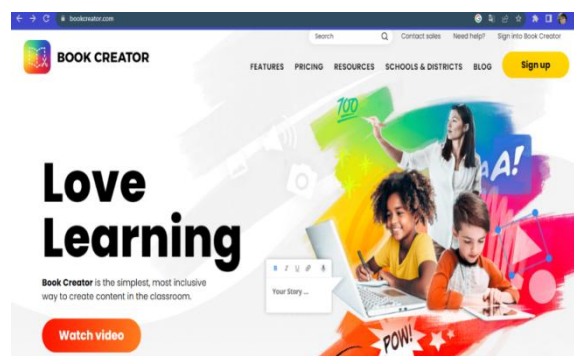 bookcreator.com
Search Contact sales Need help? Sign into Book Creator
BOOK CREATOR
FEATURES PRICING RESOURCES SCHOOLS & DISTRICTS BLOG Sign up
100
AA!
Love
Learning
Book Creator is the simplest, most inclusive
way to create content in the classroom.
B I U
Your Story ...
Watch video
POW!